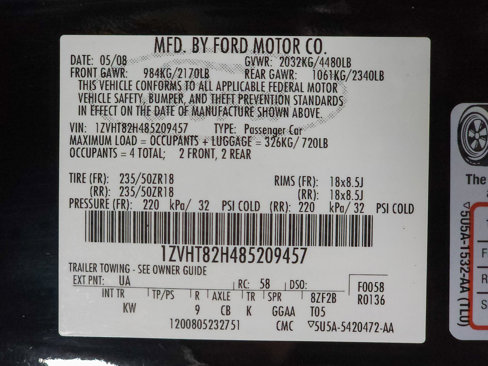 MFD. BY FORD MOTOR CO.
DATE: 05/08 GVWR: 2032KG/4480LB
FRONT GAWR: 984KG/2170LB REAR GAWR: 1061KG/2340LB
THIS VEHICLE CONFORMS TO ALL APPLICABLE FEDERAL MOTOR
VEHICLE SAFETY, BUMPER, AND THEFT PREVENTION STANDARDS
IN EFFECT ON THE DATE OF MANUFACTURE SHOWN ABOVE.
VIN: 1ZVHT82H485209457 TYPE: Passenger Car
MAXIMUM LOAD = OCCUPANTS + LUGGAGE = 326KG/720LB
OCCUPANTS = 4 TOTAL; 2 FRONT, 2 REAR
TIRE (FR): 235/50ZR18 RIMS (FR): 18x8.5J
(RR): 235/50ZR18 (RR): 18x8.5J
PRESSURE (FR): 220 kPa/ 32 PSI COLD (RR): 220 kPa/ 32 PSI COLD
1ZVHT82H485209457
TRAILER TOWING - SEE OWNER GUIDE
EXT PNT: UA RC: 58 DSO: F0058
R0136
INT TR TP/PS R AXLE TR SPR 8ZF2B
KW 9 CB K GGAA T05
1200805232751 CMC ▽5U5A-5420472-AA
The
▽5U5A-1532-AA (TL0)
F
R
S